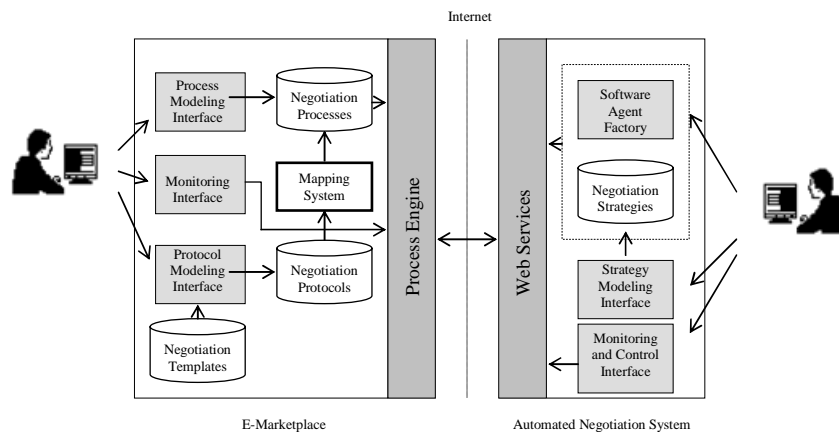 Internet
Process
Modeling
Interface
Negotiation
Processes
Monitoring
Interface
Mapping
System
Protocol
Modeling
Interface
Negotiation
Protocols
Negotiation
Templates
Process Engine
Web Services
Software
Agent
Factory
Negotiation
Strategies
Strategy
Modeling
Interface
Monitoring
and Control
Interface
E-Marketplace
Automated Negotiation System